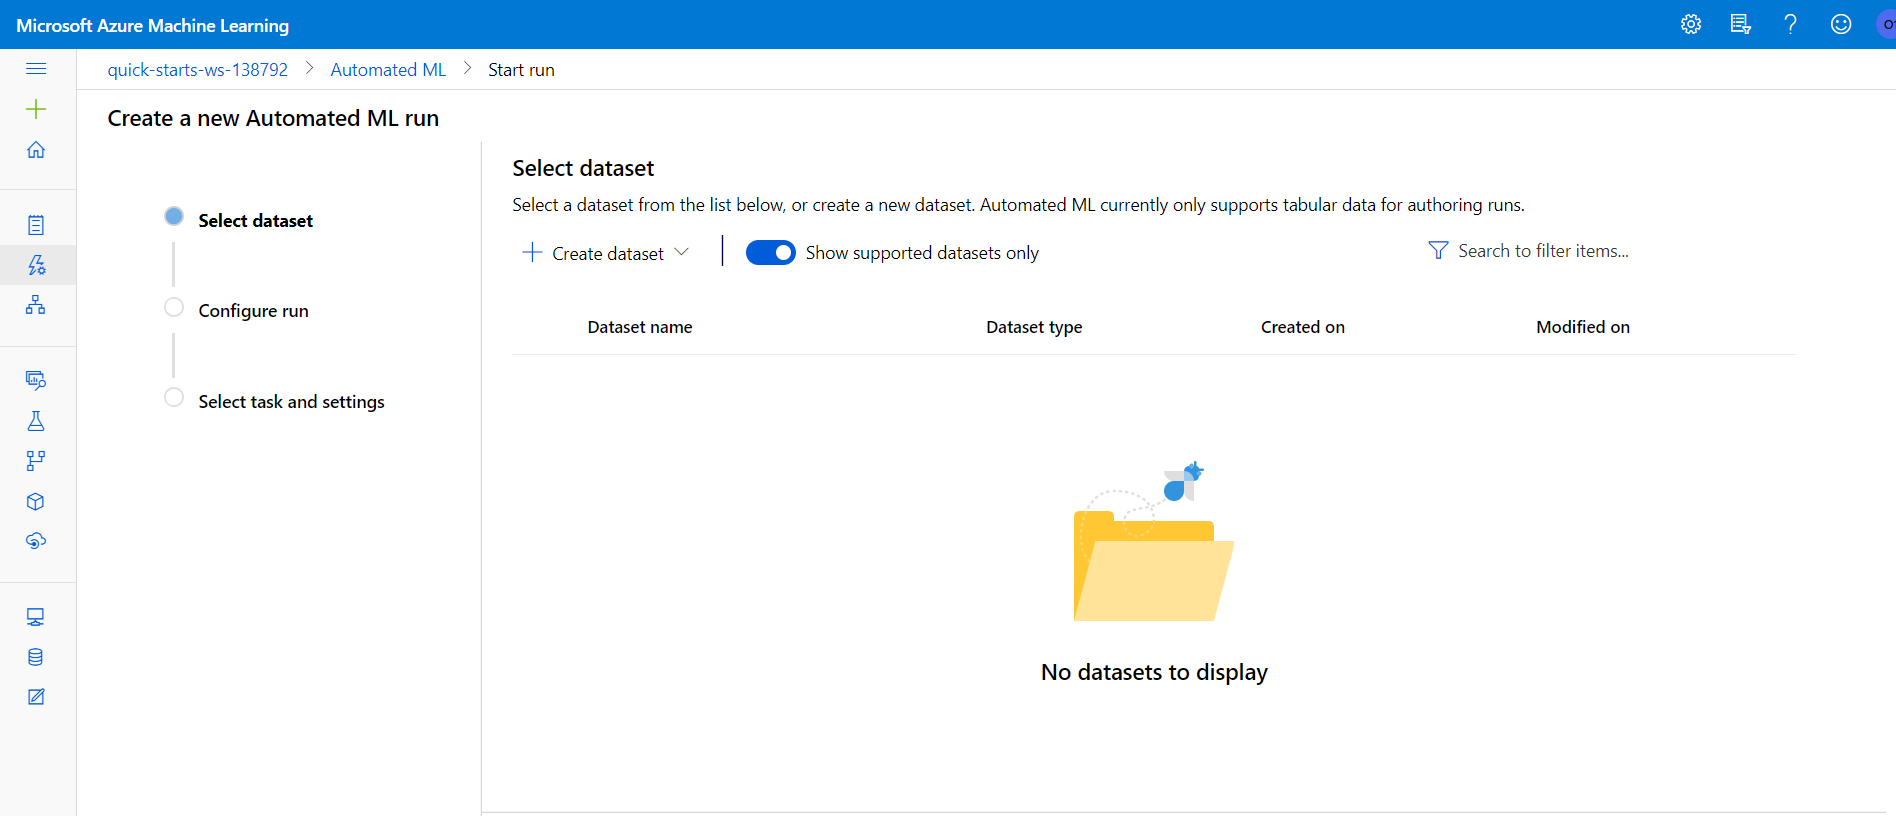 Microsoft Azure Machine Learning
quick-starts-ws-138792 > Automated ML > Start run
Create a new Automated ML run
Select dataset
Configure run
Select task and settings
Select dataset
Select a dataset from the list below, or create a new dataset. Automated ML currently only supports tabular data for authoring runs.
Create dataset
Show supported datasets only
Search to filter items...
Dataset name Dataset type Created on Modified on
No datasets to display